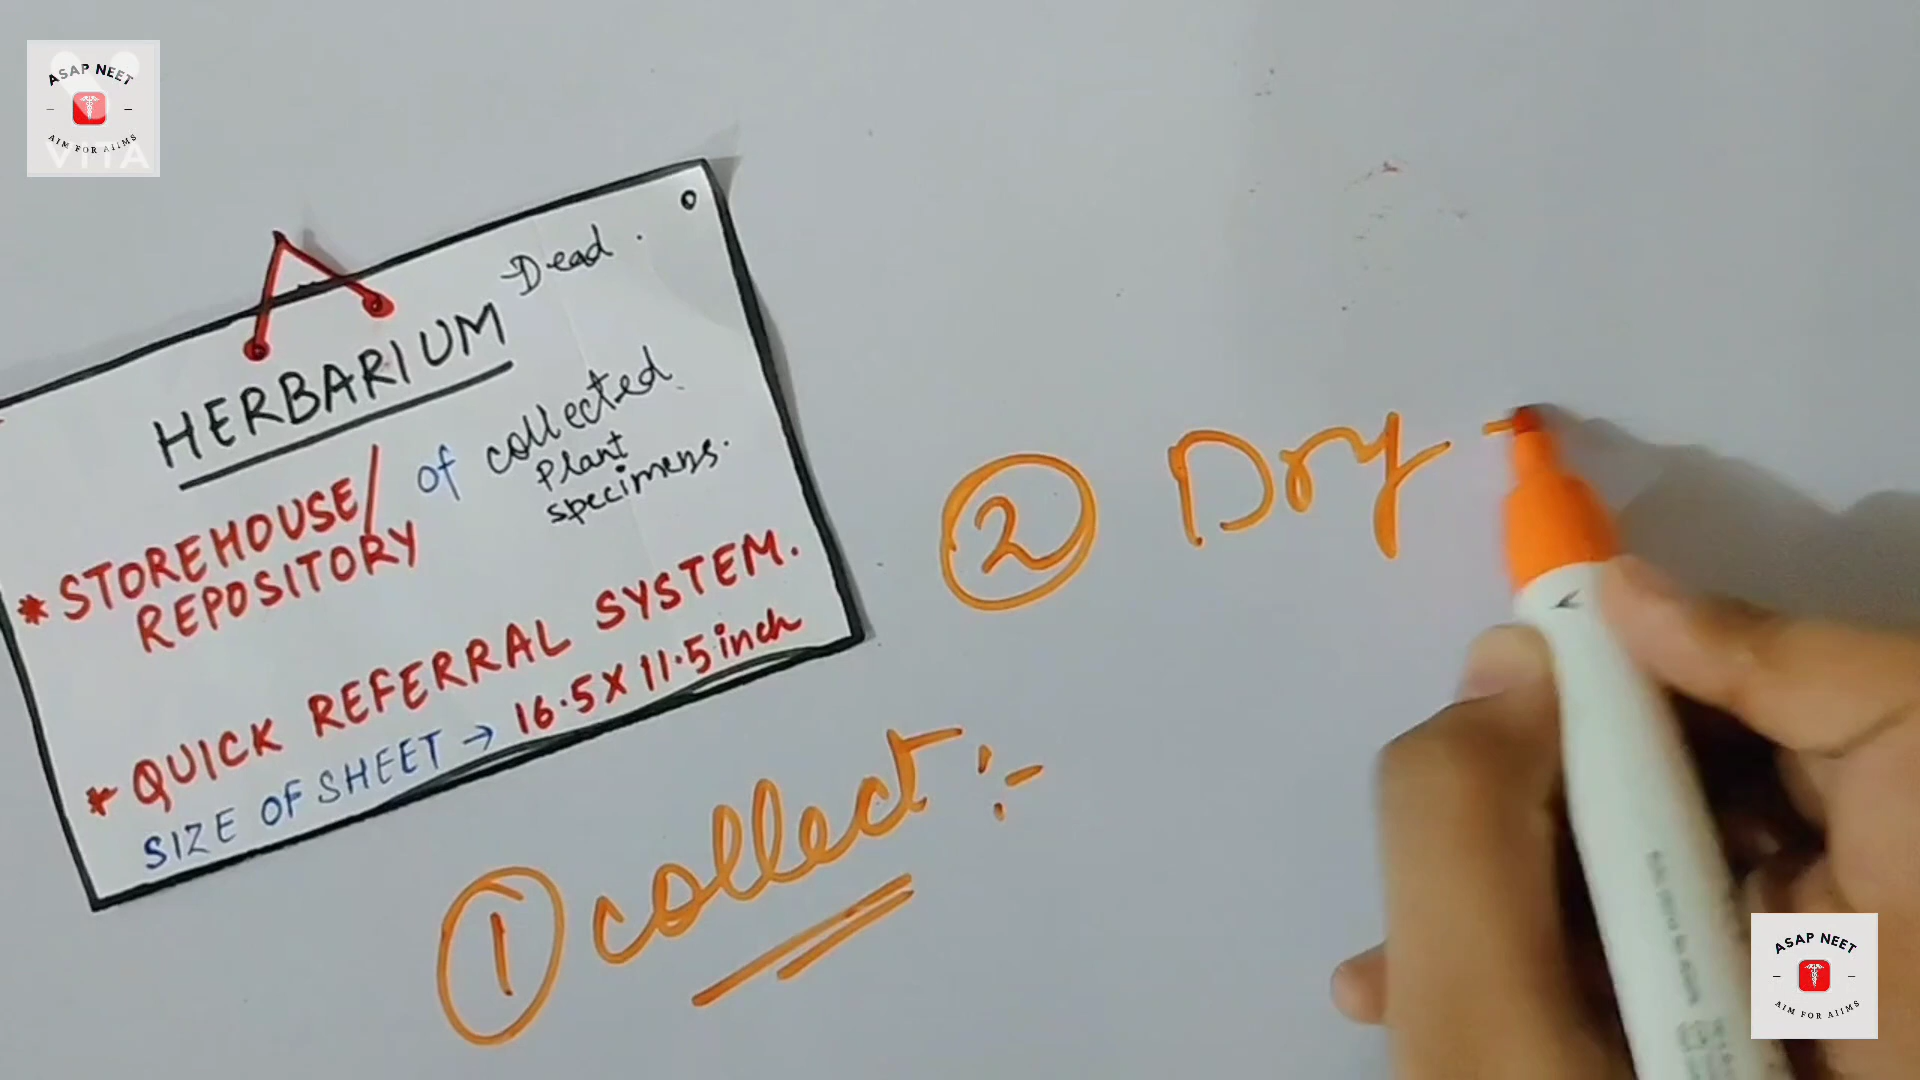 ASAP NEET
AIM FOR AIIMS
VITA
Dead.
HERBARIUM
* STOREHOUSE/ of collected
REPOSITORY Plant
specimens.
* QUICK REFERRAL SYSTEM.
SIZE OF SHEET → 16.5 X 11.5 inch
① collect :-
② Dry -
ASAP NEET
AIM FOR AIIMS